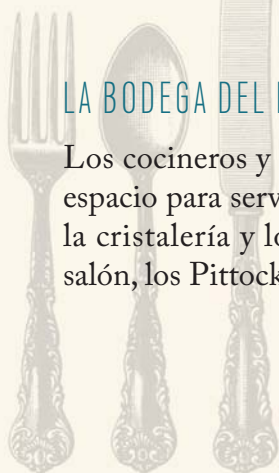 LA BODEGA DEL
Los cocineros y
espacio para serv
la cristalería y lo
salón, los Pittock